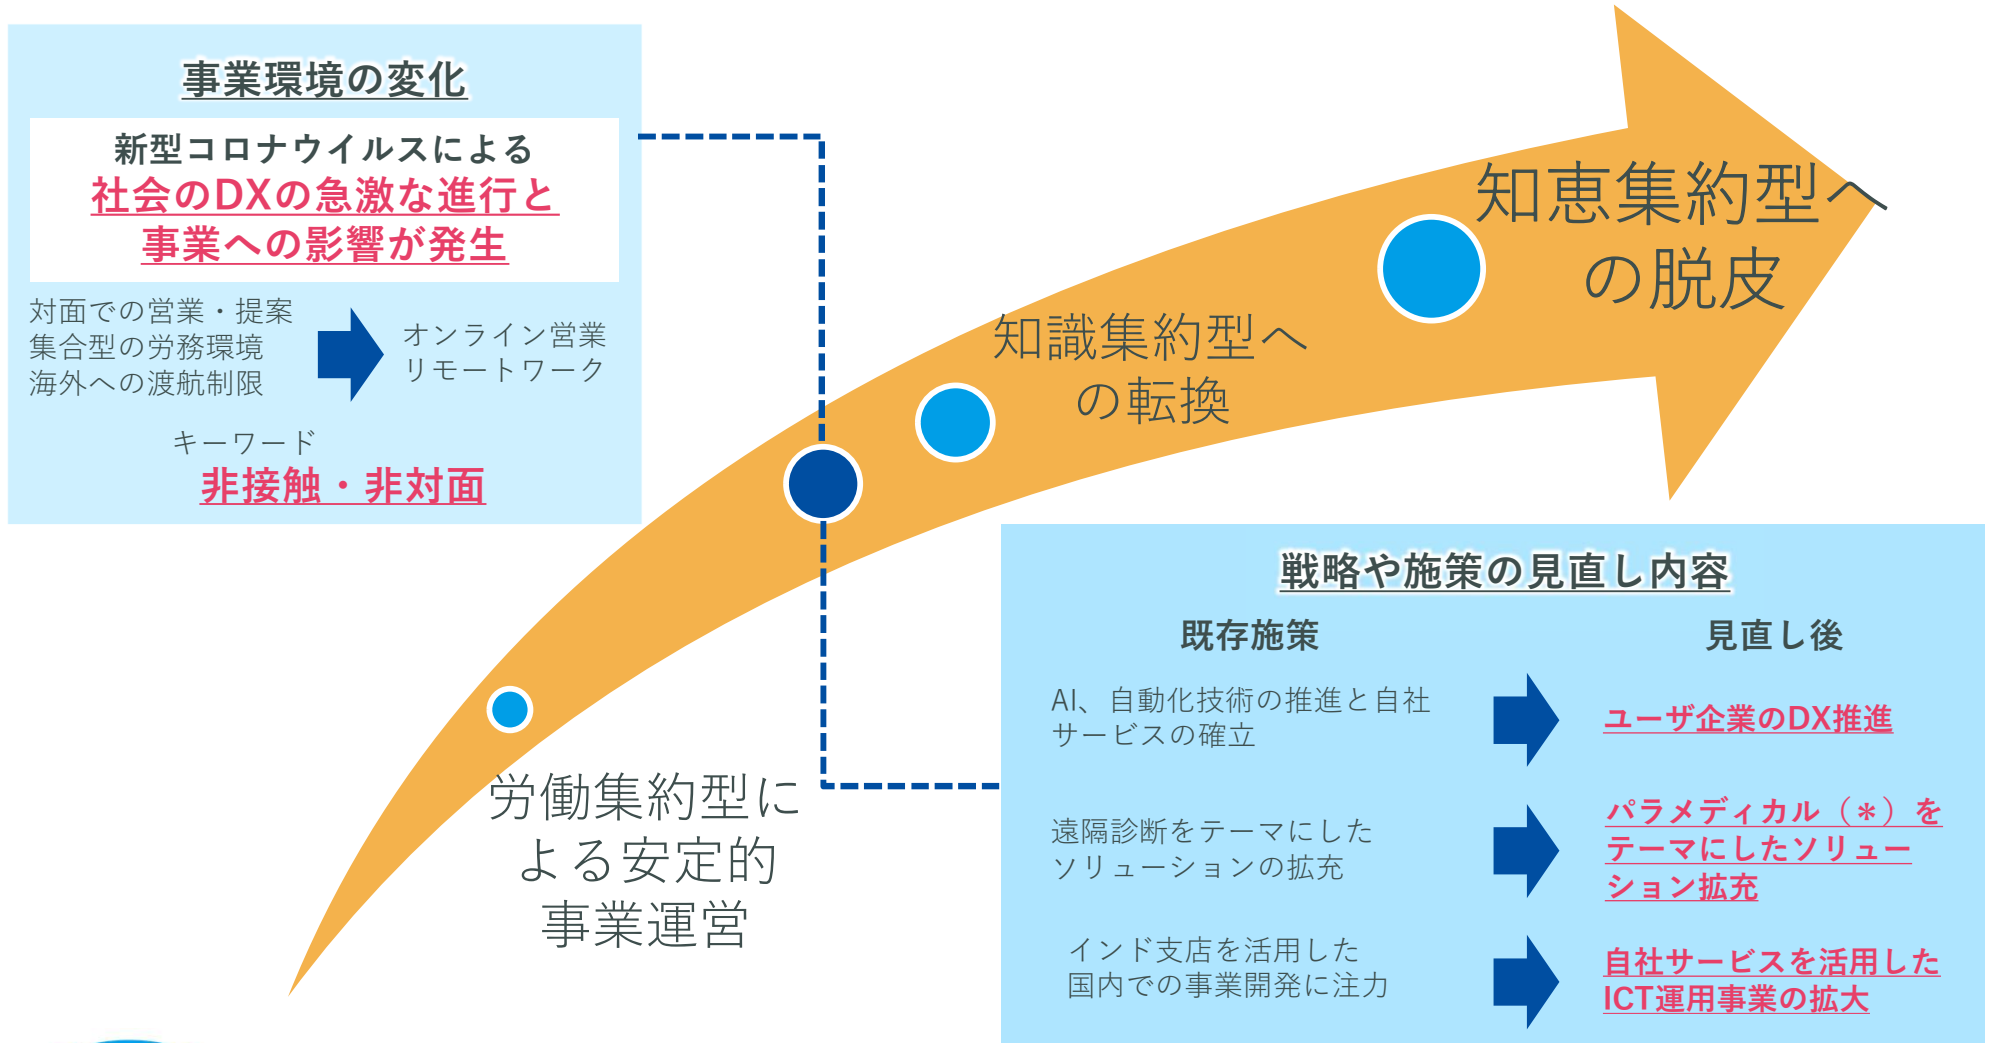 事業環境の変化
新型コロナウイルスによる
社会のDXの急激な進行と
事業への影響が発生
対面での営業・提案
集合型の労務環境
海外への渡航制限
オンライン営業
リモートワーク
キーワード
非接触・非対面
知恵集約型へ
の脱皮
知識集約型へ
の転換
労働集約型に
よる安定的
事業運営
戦略や施策の見直し内容
既存施策
見直し後
AI、自動化技術の推進と自社
サービスの確立
ユーザ企業のDX推進
遠隔診断をテーマにした
ソリューションの拡充
パラメディカル（＊）を
テーマにしたソリュー
ション拡充
インド支店を活用した
国内での事業開発に注力
自社サービスを活用した
ICT運用事業の拡大